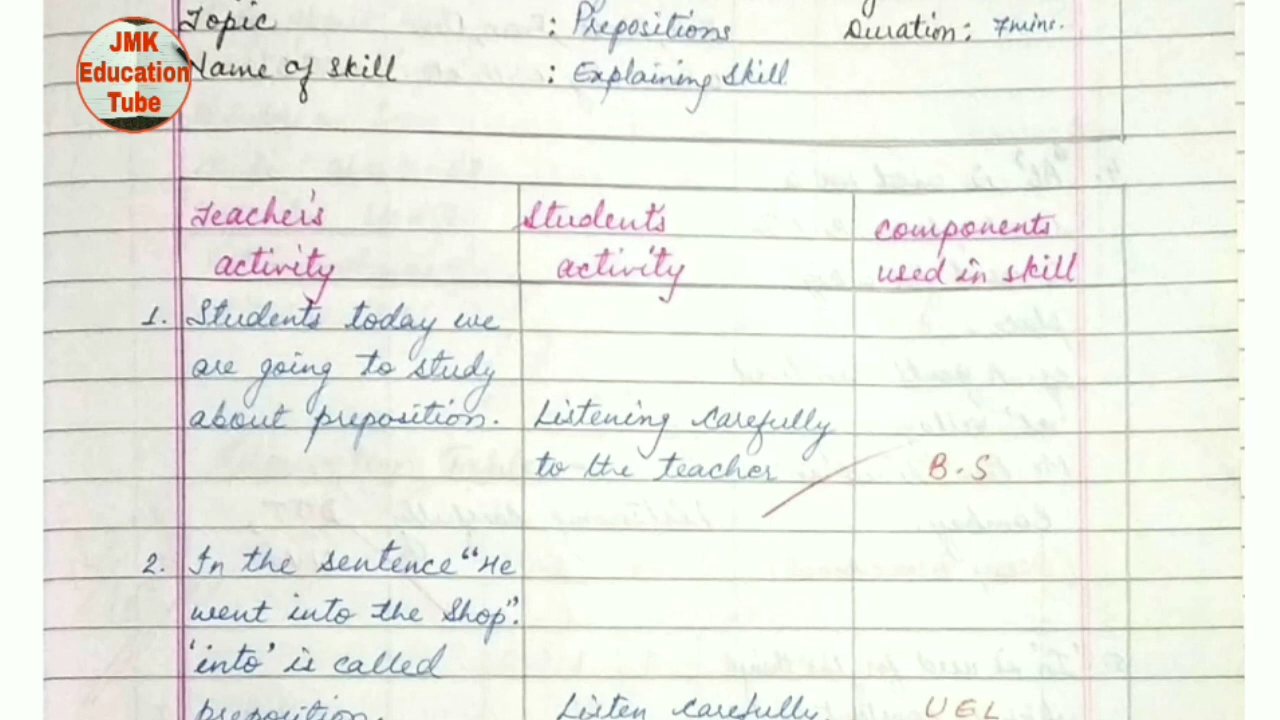 JMK
Education
Tube
Topic : Prepositions Duration: 7mins.
Name of skill : Explaining skill
Teacher's activity
Students activity
components used in skill
1. Students today we
are going to study
about preposition.
Listening carefully
to the teacher
B.S
2. In the sentence "He
went into the shop".
'into' is called
preposition.
Listen carefully.
UEL